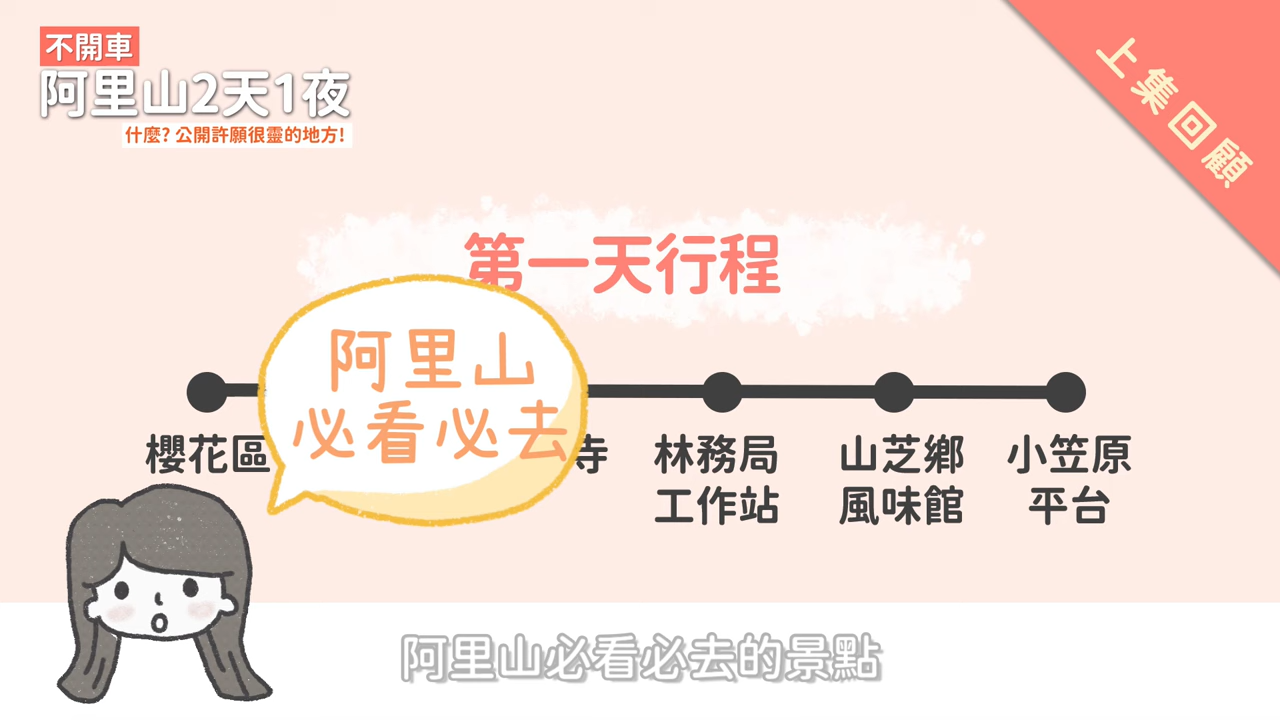 不開車
阿里山2天1夜
什麼? 公開許願很靈的地方!
上集回顧
第一天行程
阿里山
必看必去
櫻花區
寺
林務局
工作站
山芝鄉
風味館
小笠原
平台
阿里山必看必去的景點